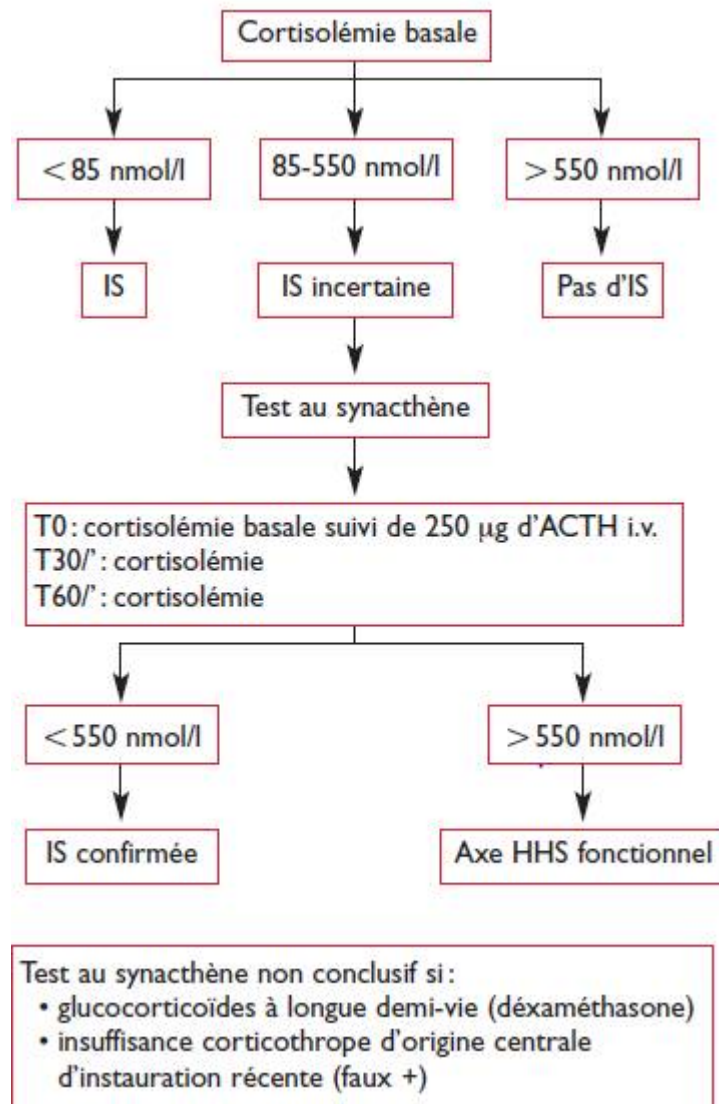 Cortisolémie basale
<85 nmol/l
85-550 nmol/l
>550 nmol/l
IS
IS incertaine
Pas d'IS
Test au synacthène
T0: cortisolémie basale suivi de 250 µg d'ACTH i.v.
T30/': cortisolémie
T60/': cortisolémie
<550 nmol/l
>550 nmol/l
IS confirmée
Axe HHS fonctionnel
Test au synacthène non conclusif si:
• glucocorticoïdes à longue demi-vie (déxaméthasone)
• insuffisance corticothrope d'origine centrale
d'instauration récente (faux +)